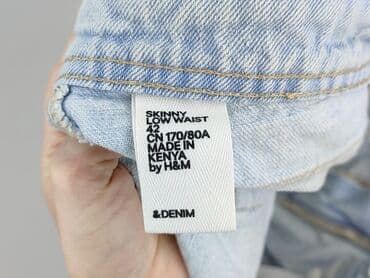 SKINNY
LOW WAIST
42
CN 170/80A
MADE IN
KENYA
by H&M
&DENIM